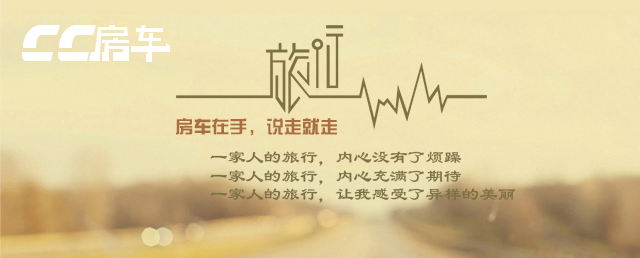 CC房车
旅行
房车在手，说走就走
一家人的旅行，内心没有了烦躁
一家人的旅行，内心充满了期待
一家人的旅行，让我感受了异样的美丽